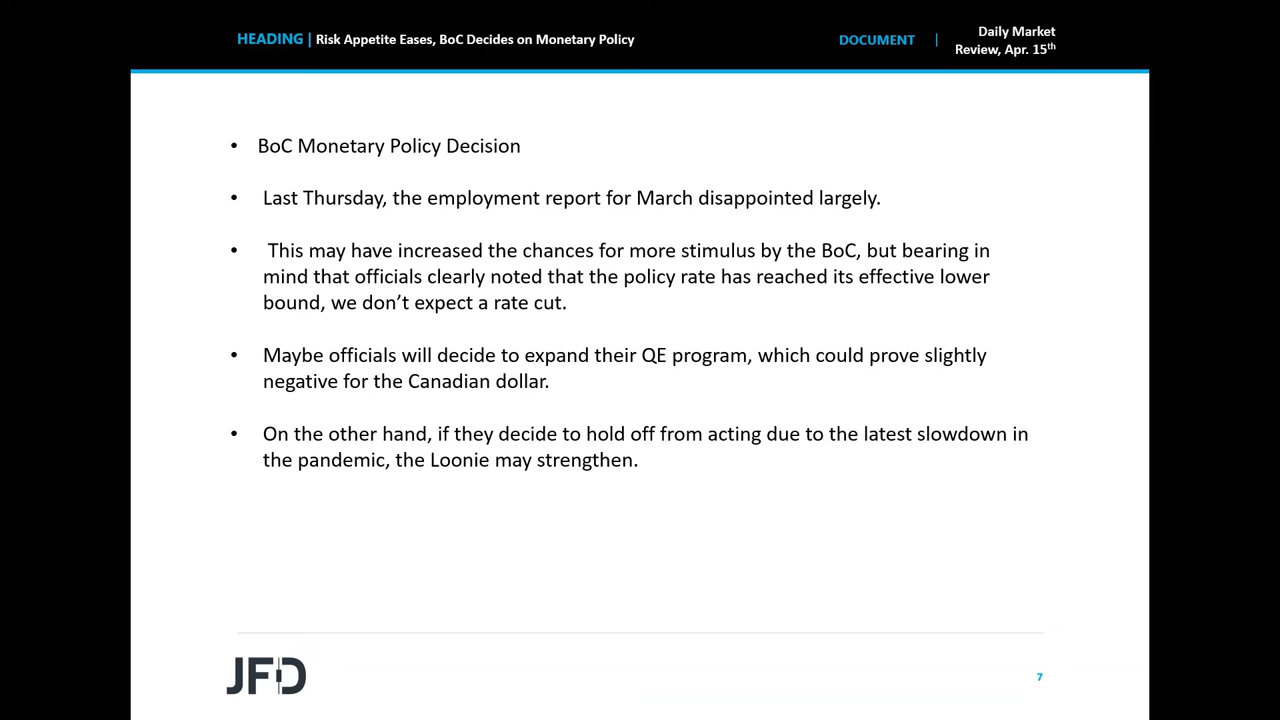 HEADING | Risk Appetite Eases, BoC Decides on Monetary Policy
DOCUMENT |
Daily Market
Review, Apr. 15th
• BoC Monetary Policy Decision
• Last Thursday, the employment report for March disappointed largely.
• This may have increased the chances for more stimulus by the BoC, but bearing in
mind that officials clearly noted that the policy rate has reached its effective lower
bound, we don’t expect a rate cut.
• Maybe officials will decide to expand their QE program, which could prove slightly
negative for the Canadian dollar.
• On the other hand, if they decide to hold off from acting due to the latest slowdown in
the pandemic, the Loonie may strengthen.
JFD
7